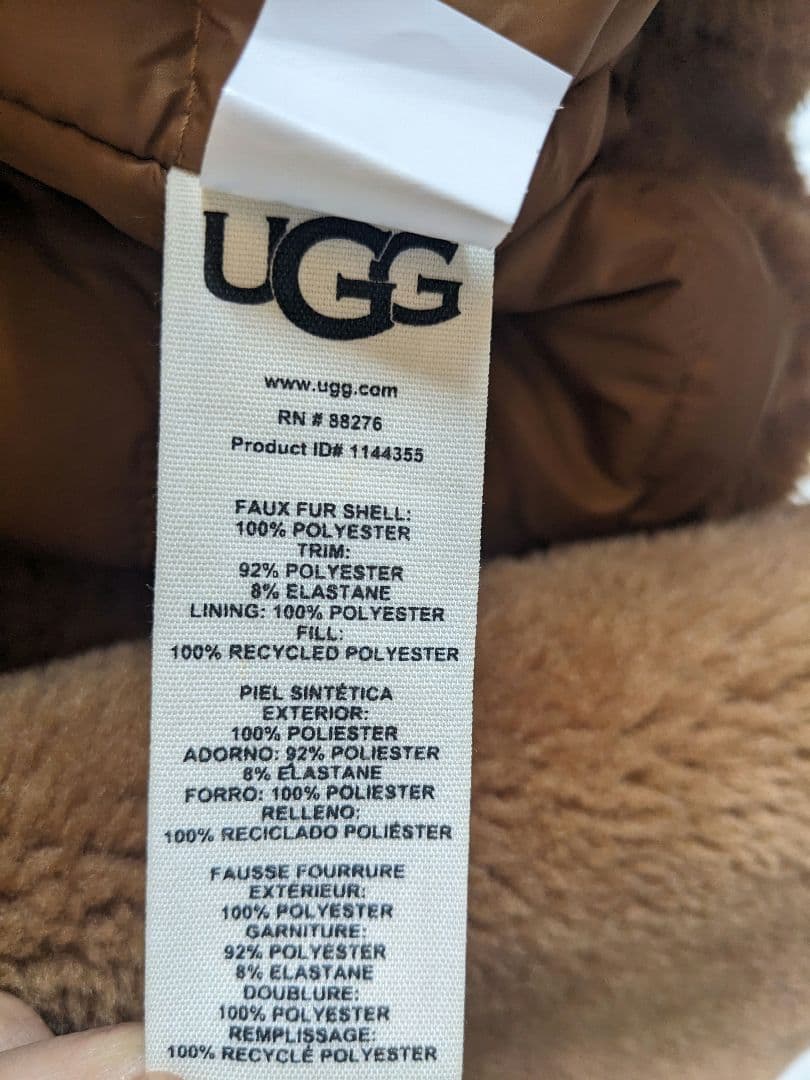 UGG
www.ugg.com
RN # 88276
Product ID# 1144355
FAUX FUR SHELL:
100% POLYESTER
TRIM:
92% POLYESTER
8% ELASTANE
LINING: 100% POLYESTER
FILL:
100% RECYCLED POLYESTER
PIEL SINTÉTICA
EXTERIOR:
100% POLIESTER
ADORNO: 92% POLIESTER
8% ELASTANE
FORRO: 100% POLIESTER
RELLENO:
100% RECICLADO POLIÉSTER
FAUSSE FOURRURE
EXTÉRIEUR:
100% POLYESTER
GARNITURE:
92% POLYESTER
8% ELASTANE
DOUBLURE:
100% POLYESTER
REMPLISSAGE:
100% RECYCLÉ POLYESTER